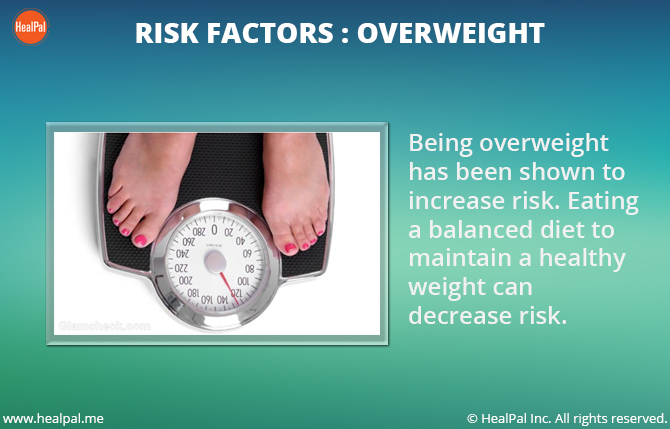 HealPal
RISK FACTORS : OVERWEIGHT
Being overweight
has been shown to
increase risk. Eating
a balanced diet to
maintain a healthy
weight can
decrease risk.
0
20
40
60
80
100
120
140
160
180
200
220
240
260
280
Glamcheck.com
www.healpal.me
© HealPal Inc. All rights reserved.